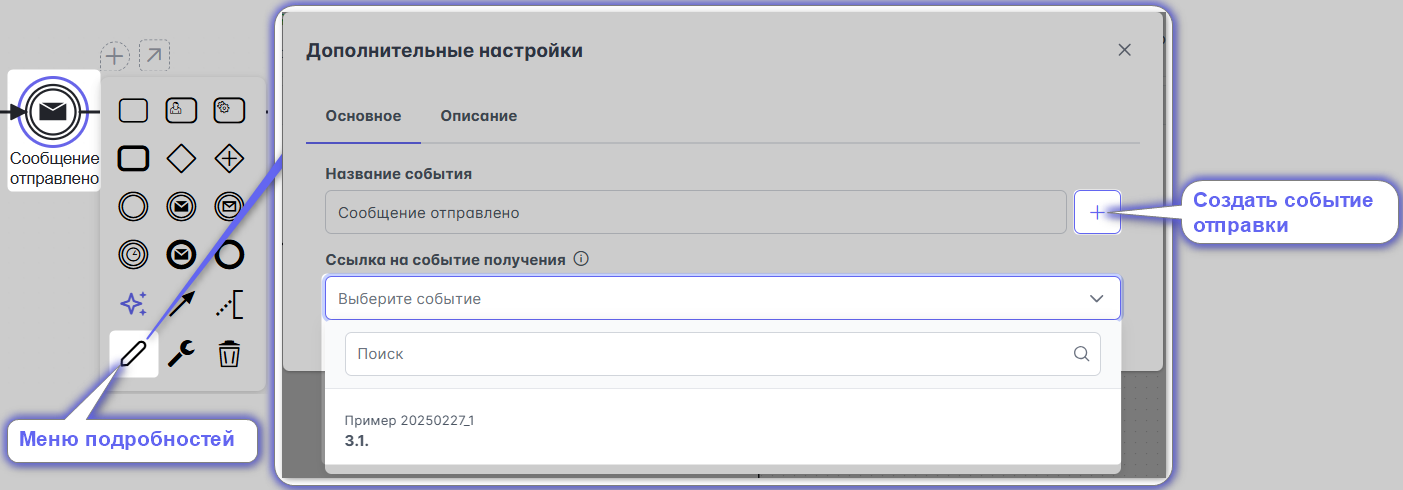 Дополнительные настройки
Основное
Описание
Сообщение
отправлено
Название события
Сообщение отправлено
Создать событие
отправки
Ссылка на событие получения
Выберите событие
Поиск
Пример 20250227_1
3.1.
Меню подробностей